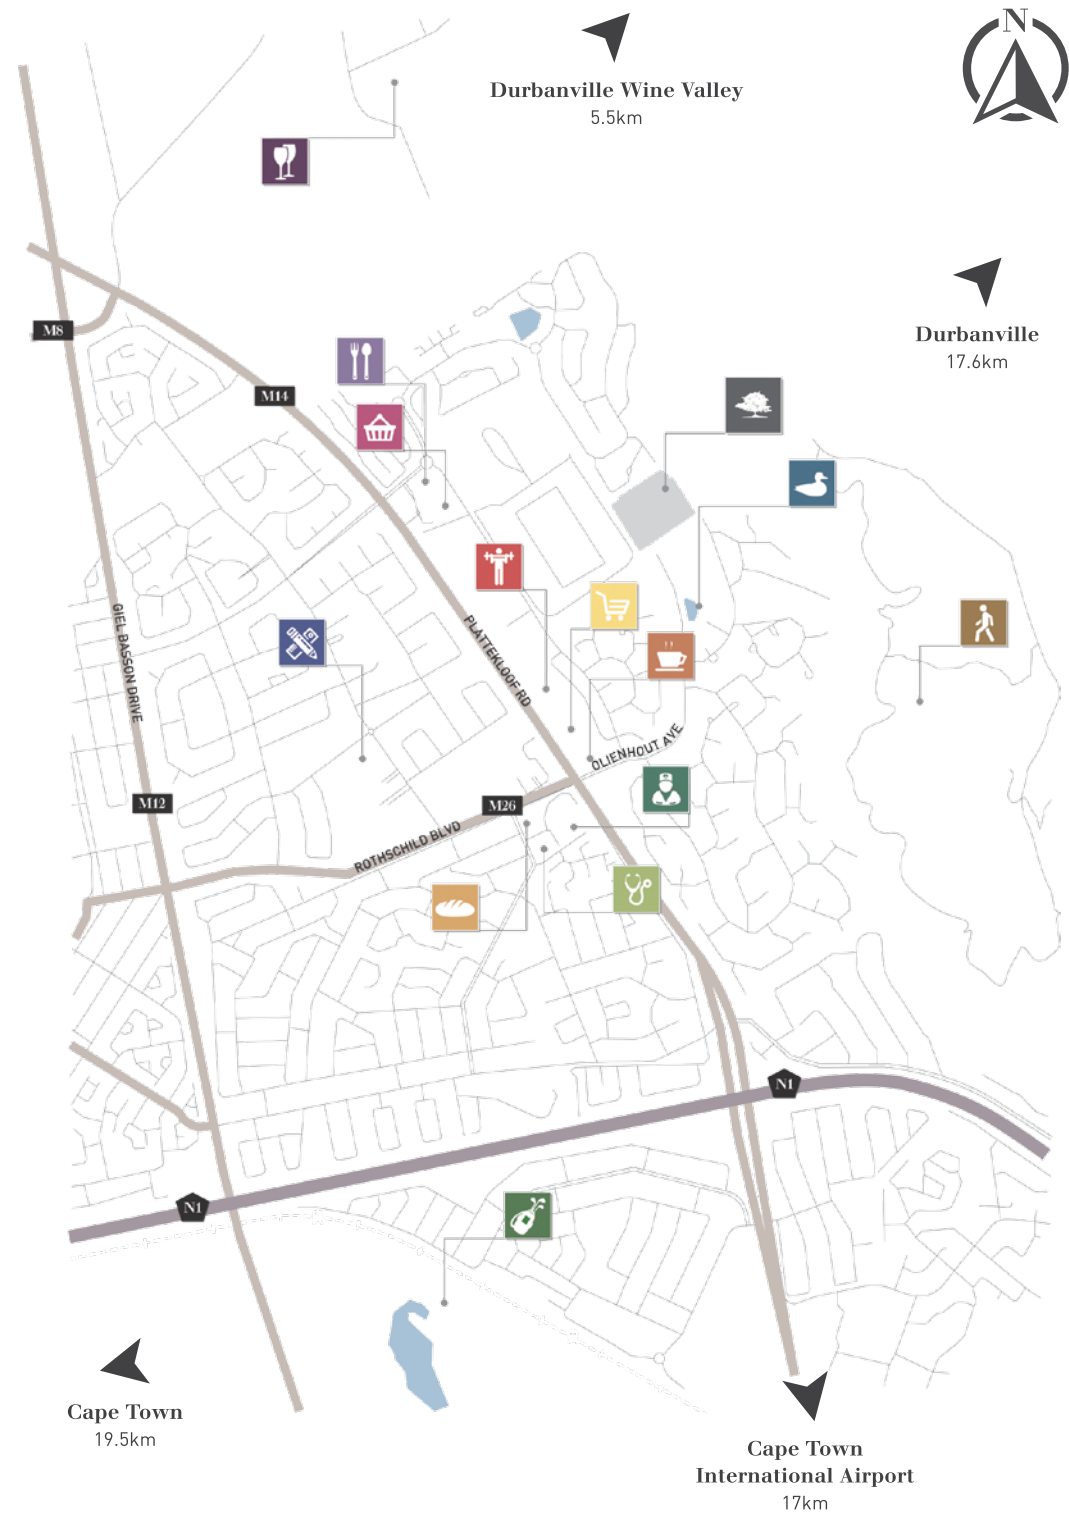 N
Durbanville Wine Valley
5.5km
Durbanville
17.6km
M8
M14
GIEL BASSON DRIVE
PLATTEKLOOF RD
OLIENHOUT AVE
M12
M26
ROTHSCHILD BLVD
N1
N1
Cape Town
19.5km
Cape Town
International Airport
17km